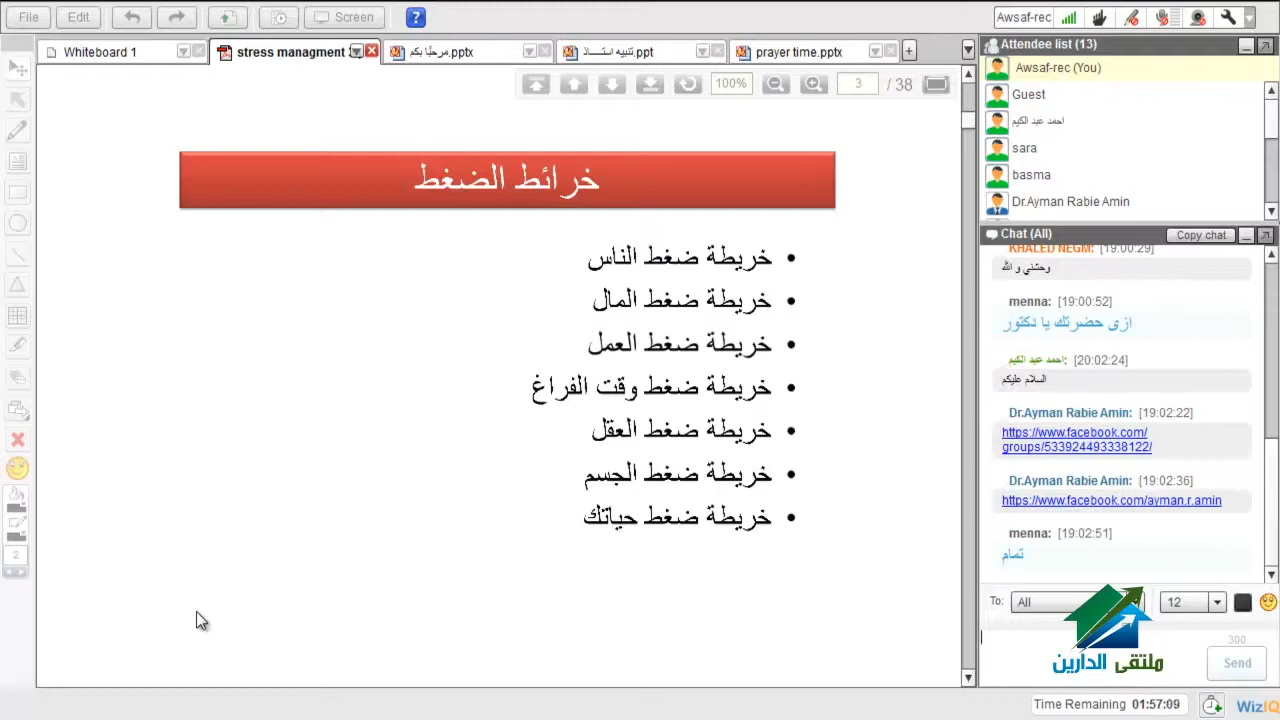 File
Edit
Screen
?
Awsaf-rec
Whiteboard 1
stress managment
مرحبًا بكم.pptx
تنبيه استـــــاذ.ppt
prayer time.pptx
+
100%
3
/ 38
خرائط الضغط
• خريطة ضغط الناس
• خريطة ضغط المال
• خريطة ضغط العمل
• خريطة ضغط وقت الفراغ
• خريطة ضغط العقل
• خريطة ضغط الجسم
• خريطة ضغط حياتك
2
Attendee list (13)
Awsaf-rec (You)
Guest
احمد عبد الكيم
sara
basma
Dr.Ayman Rabie Amin
Chat (All)
Copy chat
KHALED NEGM: [19:00:29]
وحشني و الله
menna: [19:00:52]
ازى حضرتك يا دكتور
احمد عبد الكيم: [20:02:24]
السلام عليكم
Dr.Ayman Rabie Amin: [19:02:22]
https://www.facebook.com/
groups/533924493338122/
Dr.Ayman Rabie Amin: [19:02:36]
https://www.facebook.com/ayman.r.amin
menna: [19:02:51]
تمام
To:
All
12
300
Send
ملتقى الدارين
Time Remaining 01:57:09
WizIQ